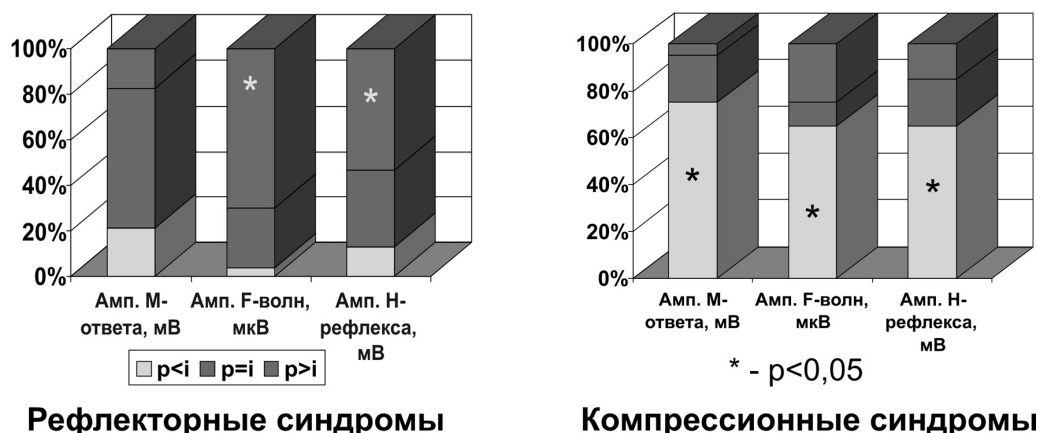 100%
80%
60%
40%
20%
0%
*
*
Амп. М-
ответа, мВ
Амп. F-волн,
мкВ
Амп. Н-
рефлекса,
мВ
p<i p=i p>i
Рефлекторные синдромы
100%
80%
60%
40%
20%
0%
*
*
*
Амп. М-
ответа, мВ
Амп. F-волн,
мкВ
Амп. Н-
рефлекса,
мВ
* - p<0,05
Компрессионные синдромы